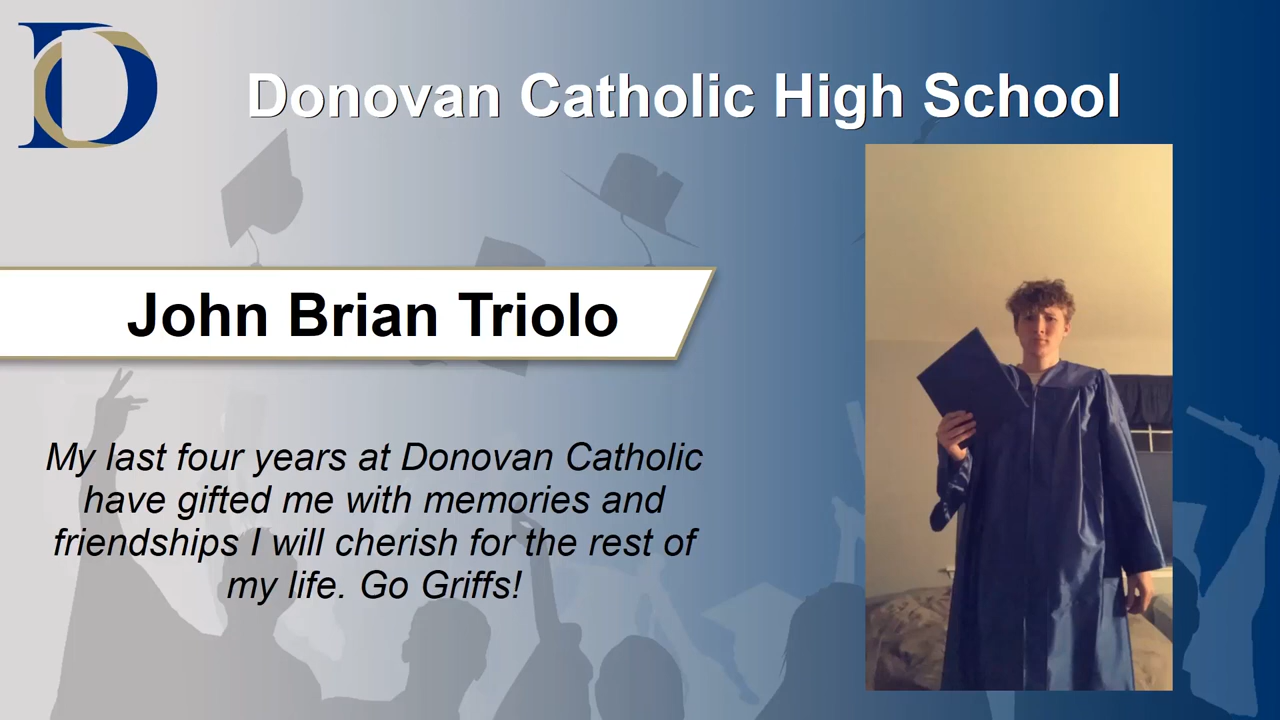 Donovan Catholic High School
John Brian Triolo
My last four years at Donovan Catholic
have gifted me with memories and
friendships I will cherish for the rest of
my life. Go Griffs!